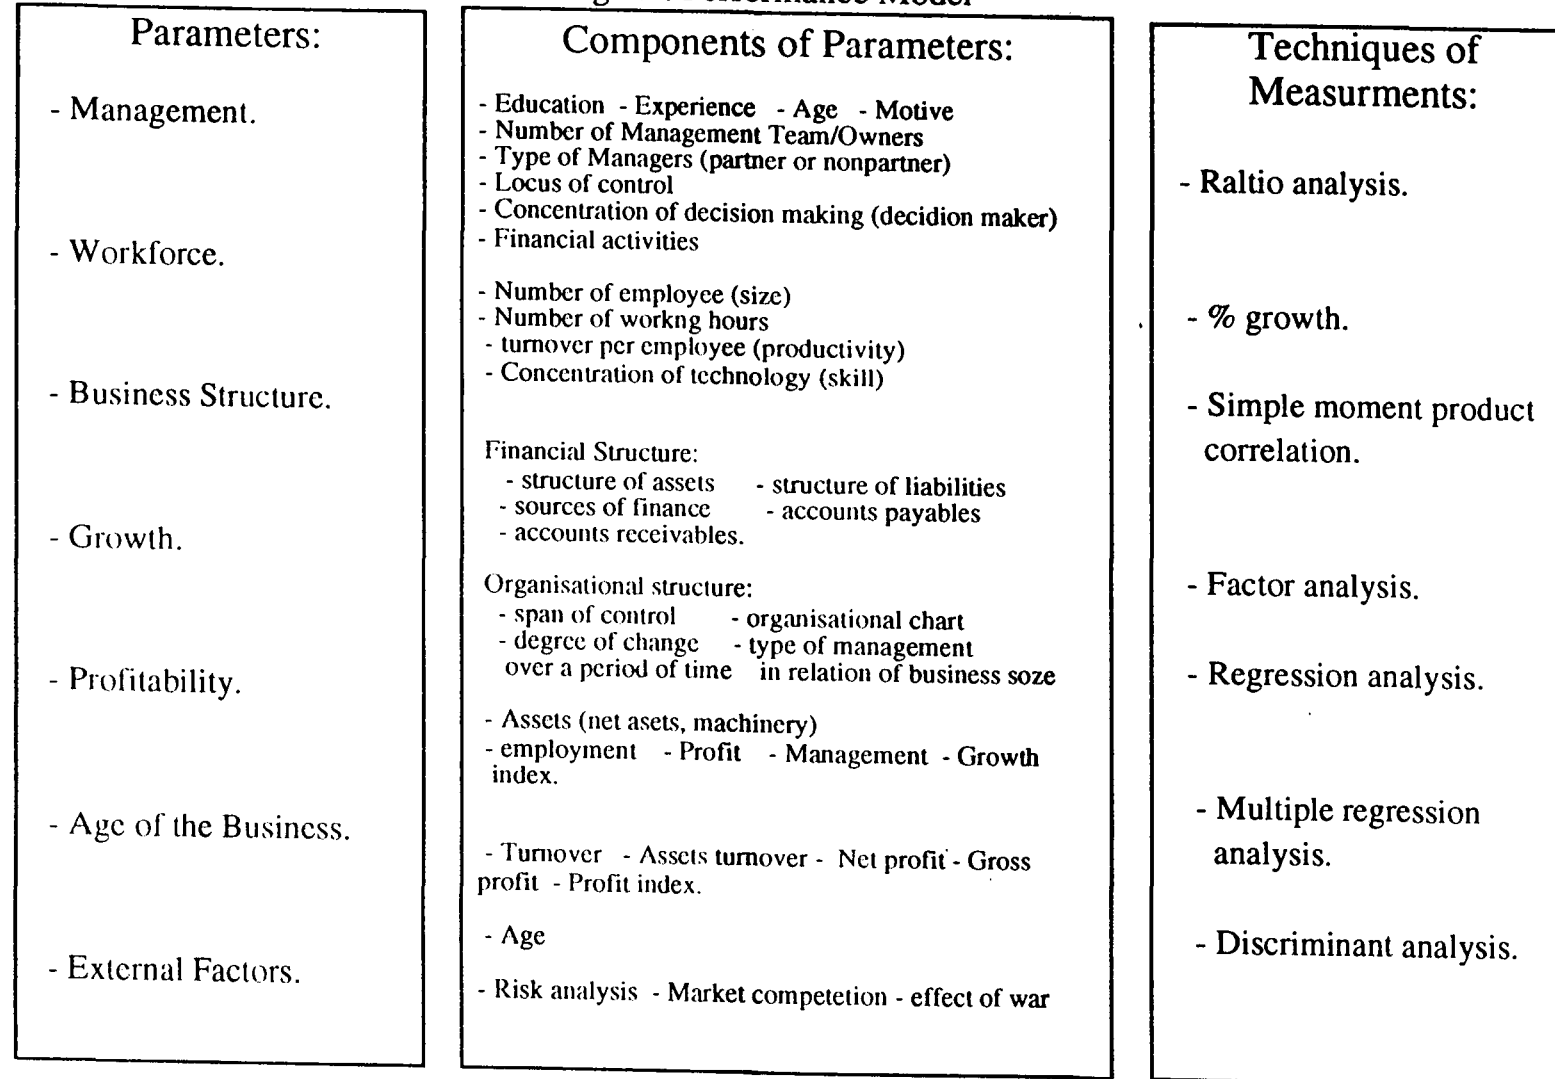 Performance Model
Parameters:
- Management.
- Workforce.
- Business Structure.
- Growth.
- Profitability.
- Age of the Business.
- External Factors.
Components of Parameters:
- Education - Experience - Age - Motive
- Number of Management Team/Owners
- Type of Managers (partner or nonpartner)
- Locus of control
- Concentration of decision making (decidion maker)
- Financial activities
- Number of employee (size)
- Number of workng hours
- turnover per employee (productivity)
- Concentration of technology (skill)
Financial Structure:
- structure of assets - structure of liabilities
- sources of finance - accounts payables
- accounts receivables.
Organisational structure:
- span of control - organisational chart
- degree of change - type of management
over a period of time in relation of business soze
- Assets (net asets, machinery)
- employment - Profit - Management - Growth
index.
- Turnover - Assets turnover - Net profit - Gross
profit - Profit index.
- Age
- Risk analysis - Market competetion - effect of war
Techniques of
Measurments:
- Raltio analysis.
- % growth.
- Simple moment product
correlation.
- Factor analysis.
- Regression analysis.
- Multiple regression
analysis.
- Discriminant analysis.